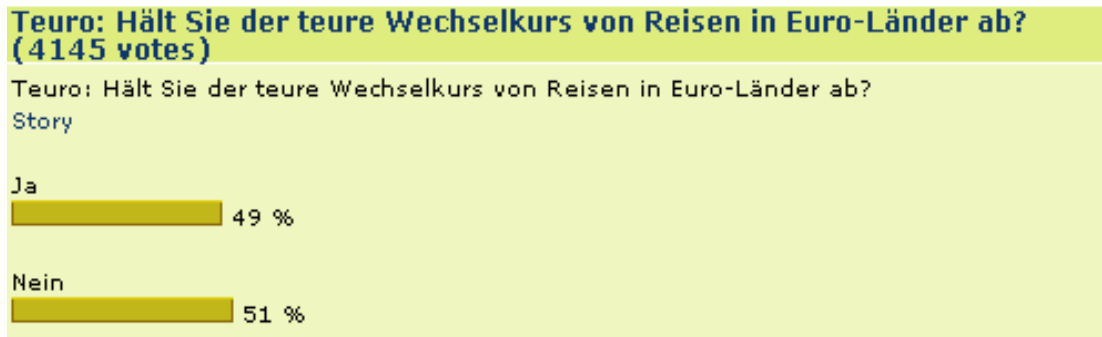 Teuro: Hält Sie der teure Wechselkurs von Reisen in Euro-Länder ab?
(4145 votes)
Teuro: Hält Sie der teure Wechselkurs von Reisen in Euro-Länder ab?
Story
Ja
49 %
Nein
51 %